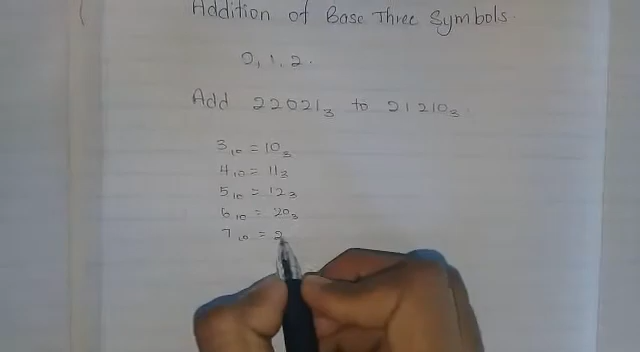 Addition of Base Three Symbols.
0, 1, 2.
Add 22021₃ to 21210₃.
3₁₀ = 10₃
4₁₀ = 11₃
5₁₀ = 12₃
6₁₀ = 20₃
7₁₀ = 2